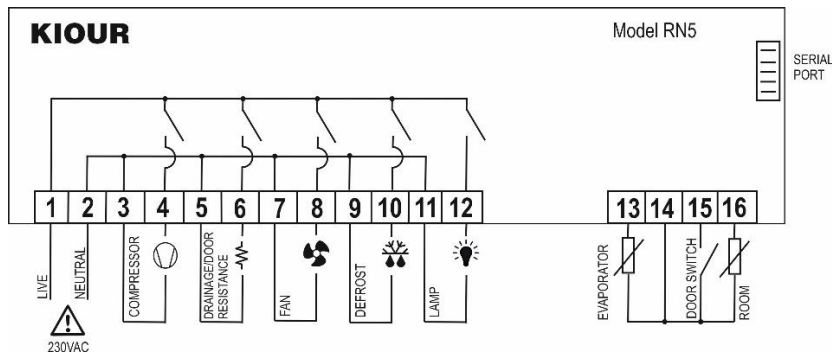 KIOUR
Model RN5
SERIAL
PORT
1 2 3 4 5 6 7 8 9 10 11 12 13 14 15 16
LIVE
NEUTRAL
COMPRESSOR
DRAINAGE/DOOR
RESISTANCE
FAN
DEFROST
LAMP
EVAPORATOR
DOOR SWITCH
ROOM
230VAC